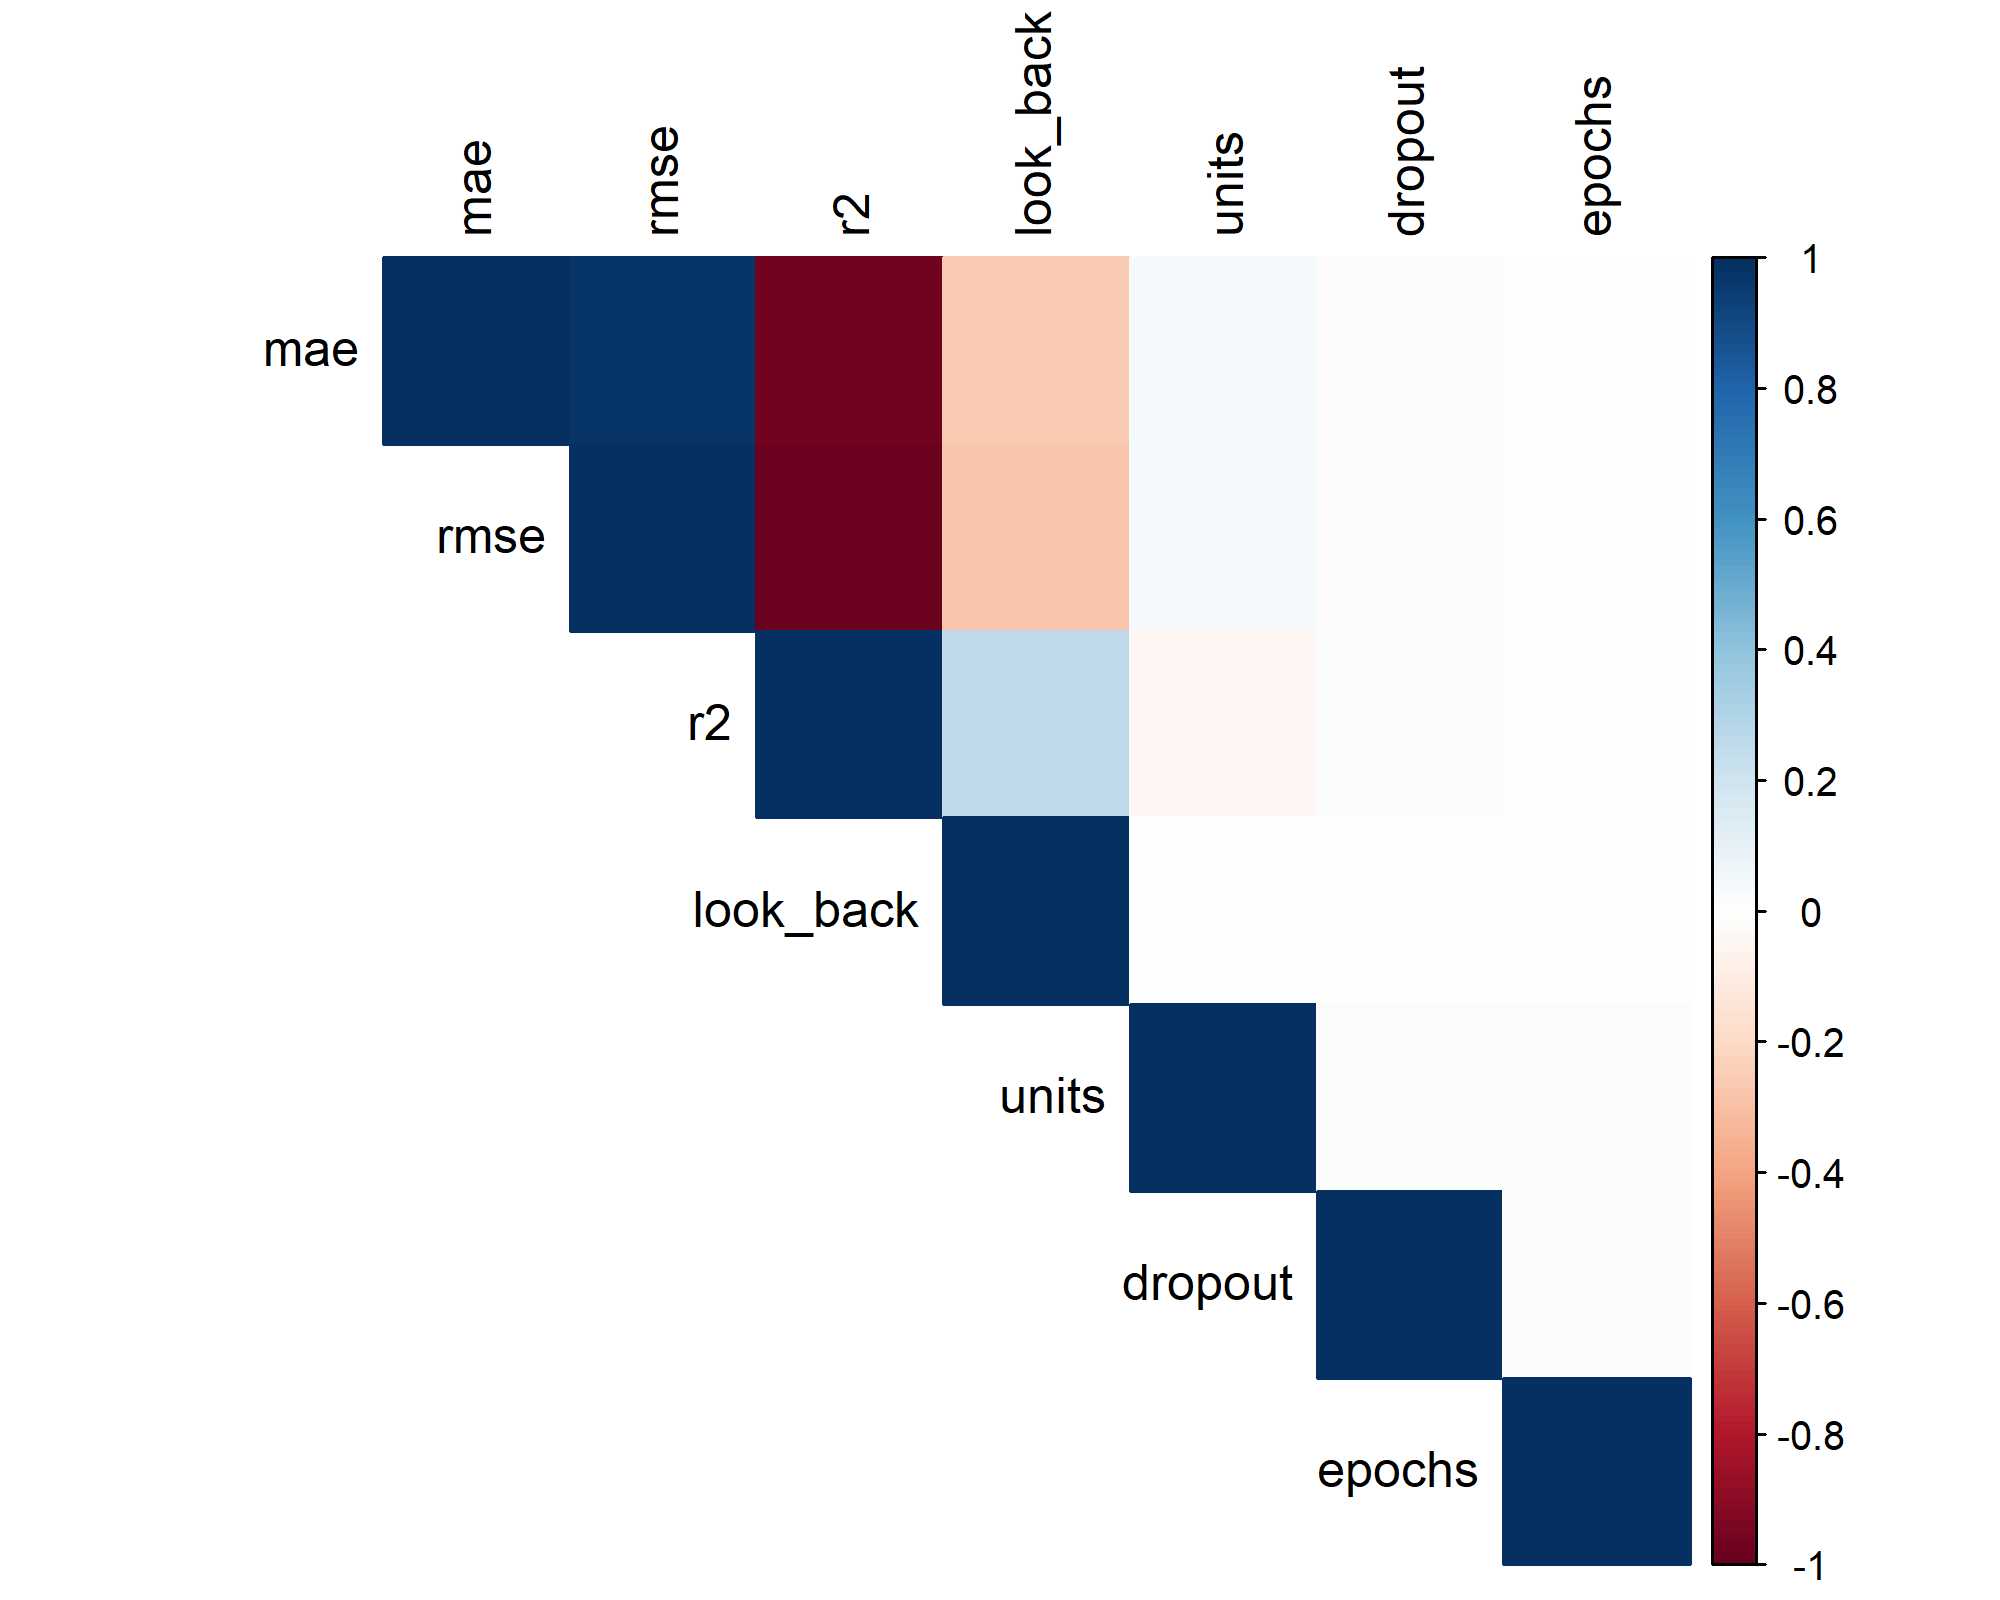 mae
rmse
r2
look_back
units
dropout
epochs
mae
rmse
r2
look_back
units
dropout
epochs
1
0.8
0.6
0.4
0.2
0
-0.2
-0.4
-0.6
-0.8
-1